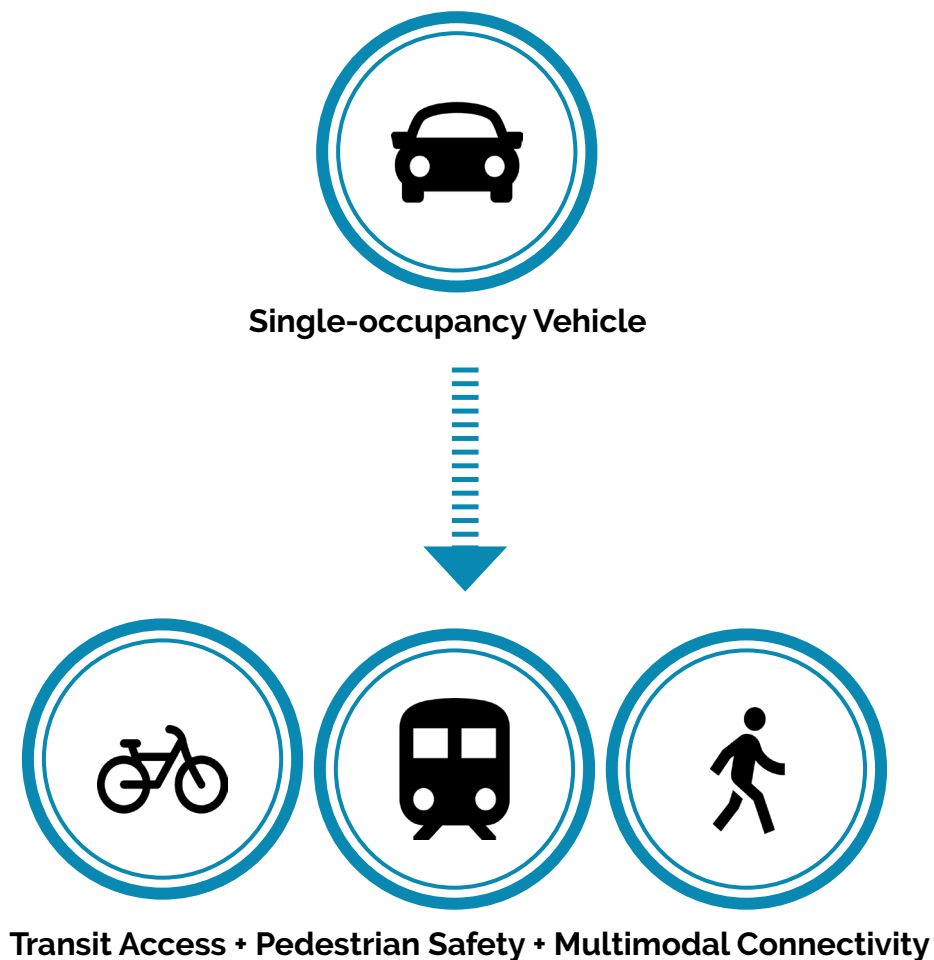 Single-occupancy Vehicle
Transit Access + Pedestrian Safety + Multimodal Connectivity